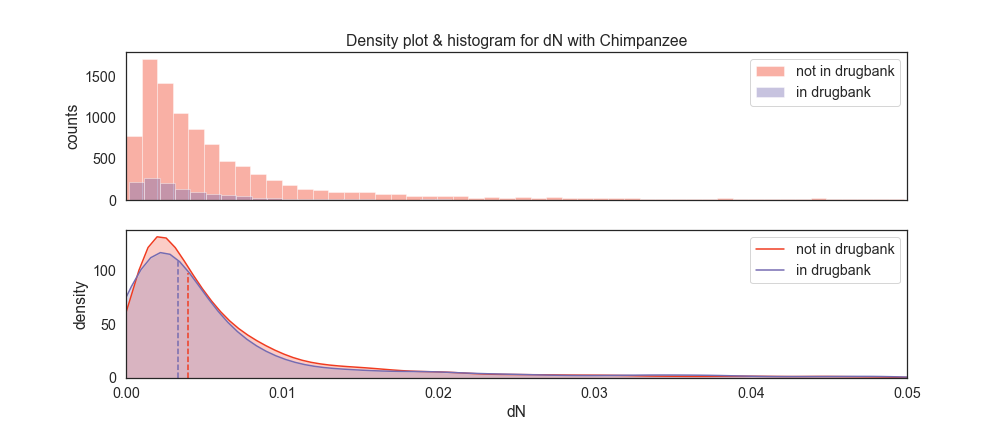 Density plot & histogram for dN with Chimpanzee
counts
1500
1000
500
0
not in drugbank
in drugbank
density
100
50
0
not in drugbank
in drugbank
0.00 0.01 0.02 0.03 0.04 0.05
dN